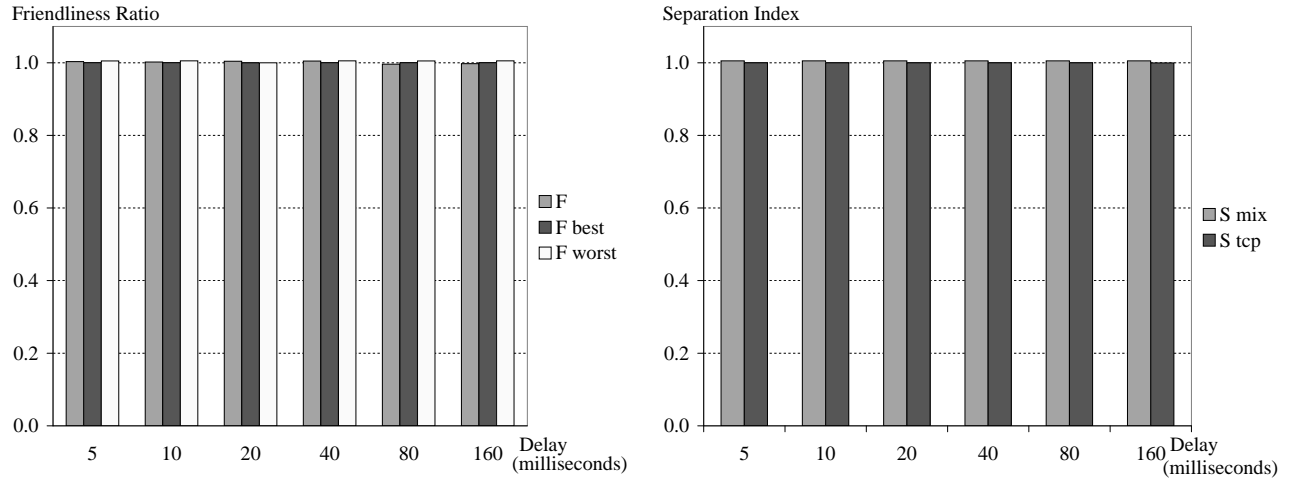 Friendliness Ratio
1.0
0.8
0.6
0.4
0.2
0.0
5 10 20 40 80 160 Delay
(milliseconds)
F
F best
F worst
Separation Index
1.0
0.8
0.6
0.4
0.2
0.0
5 10 20 40 80 160 Delay
(milliseconds)
S mix
S tcp